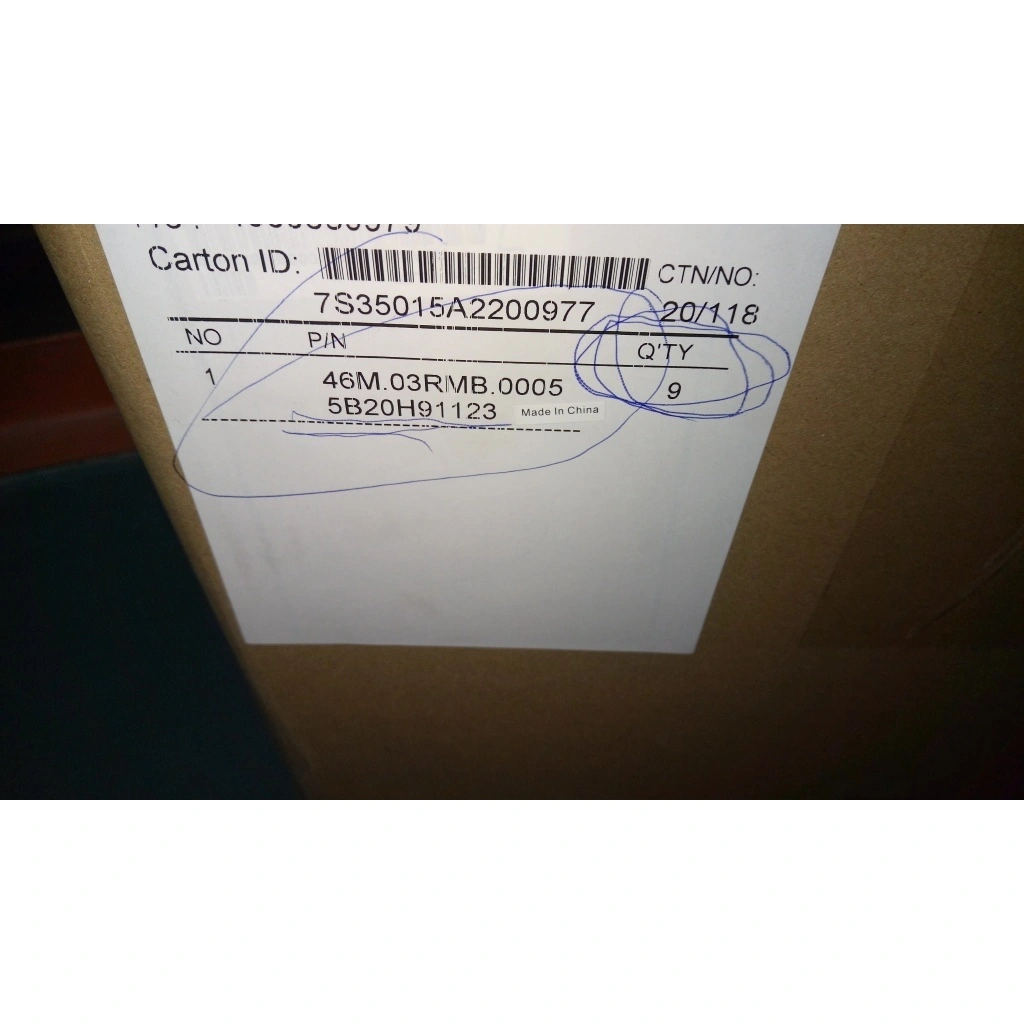 Carton ID: CTN/NO:
7S35015A2200977 20/118
NO P/N Q'TY
1 46M.03RMB.0005 9
5B20H91123 Made In China